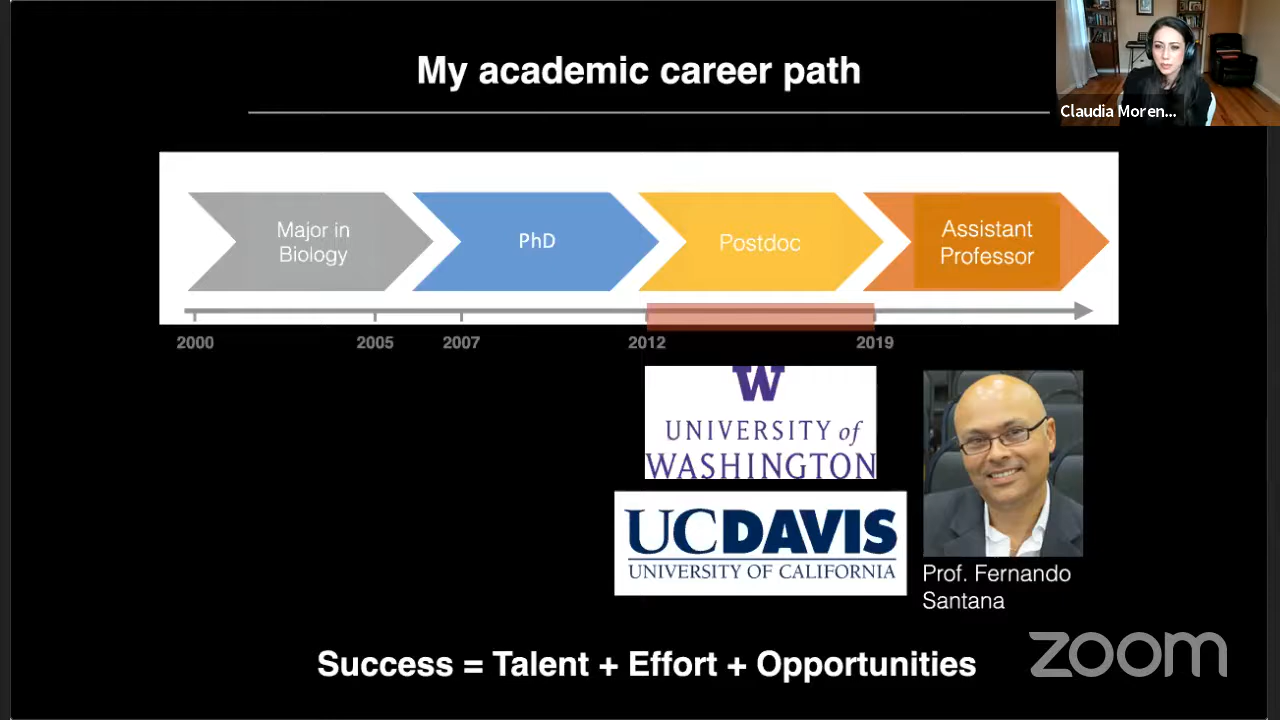 My academic career path
Claudia Moren...
Major in
Biology
PhD
Postdoc
Assistant
Professor
2000
2005
2007
2012
2019
W
UNIVERSITY of
WASHINGTON
UCDAVIS
UNIVERSITY OF CALIFORNIA
Prof. Fernando
Santana
Success = Talent + Effort + Opportunities
zoom